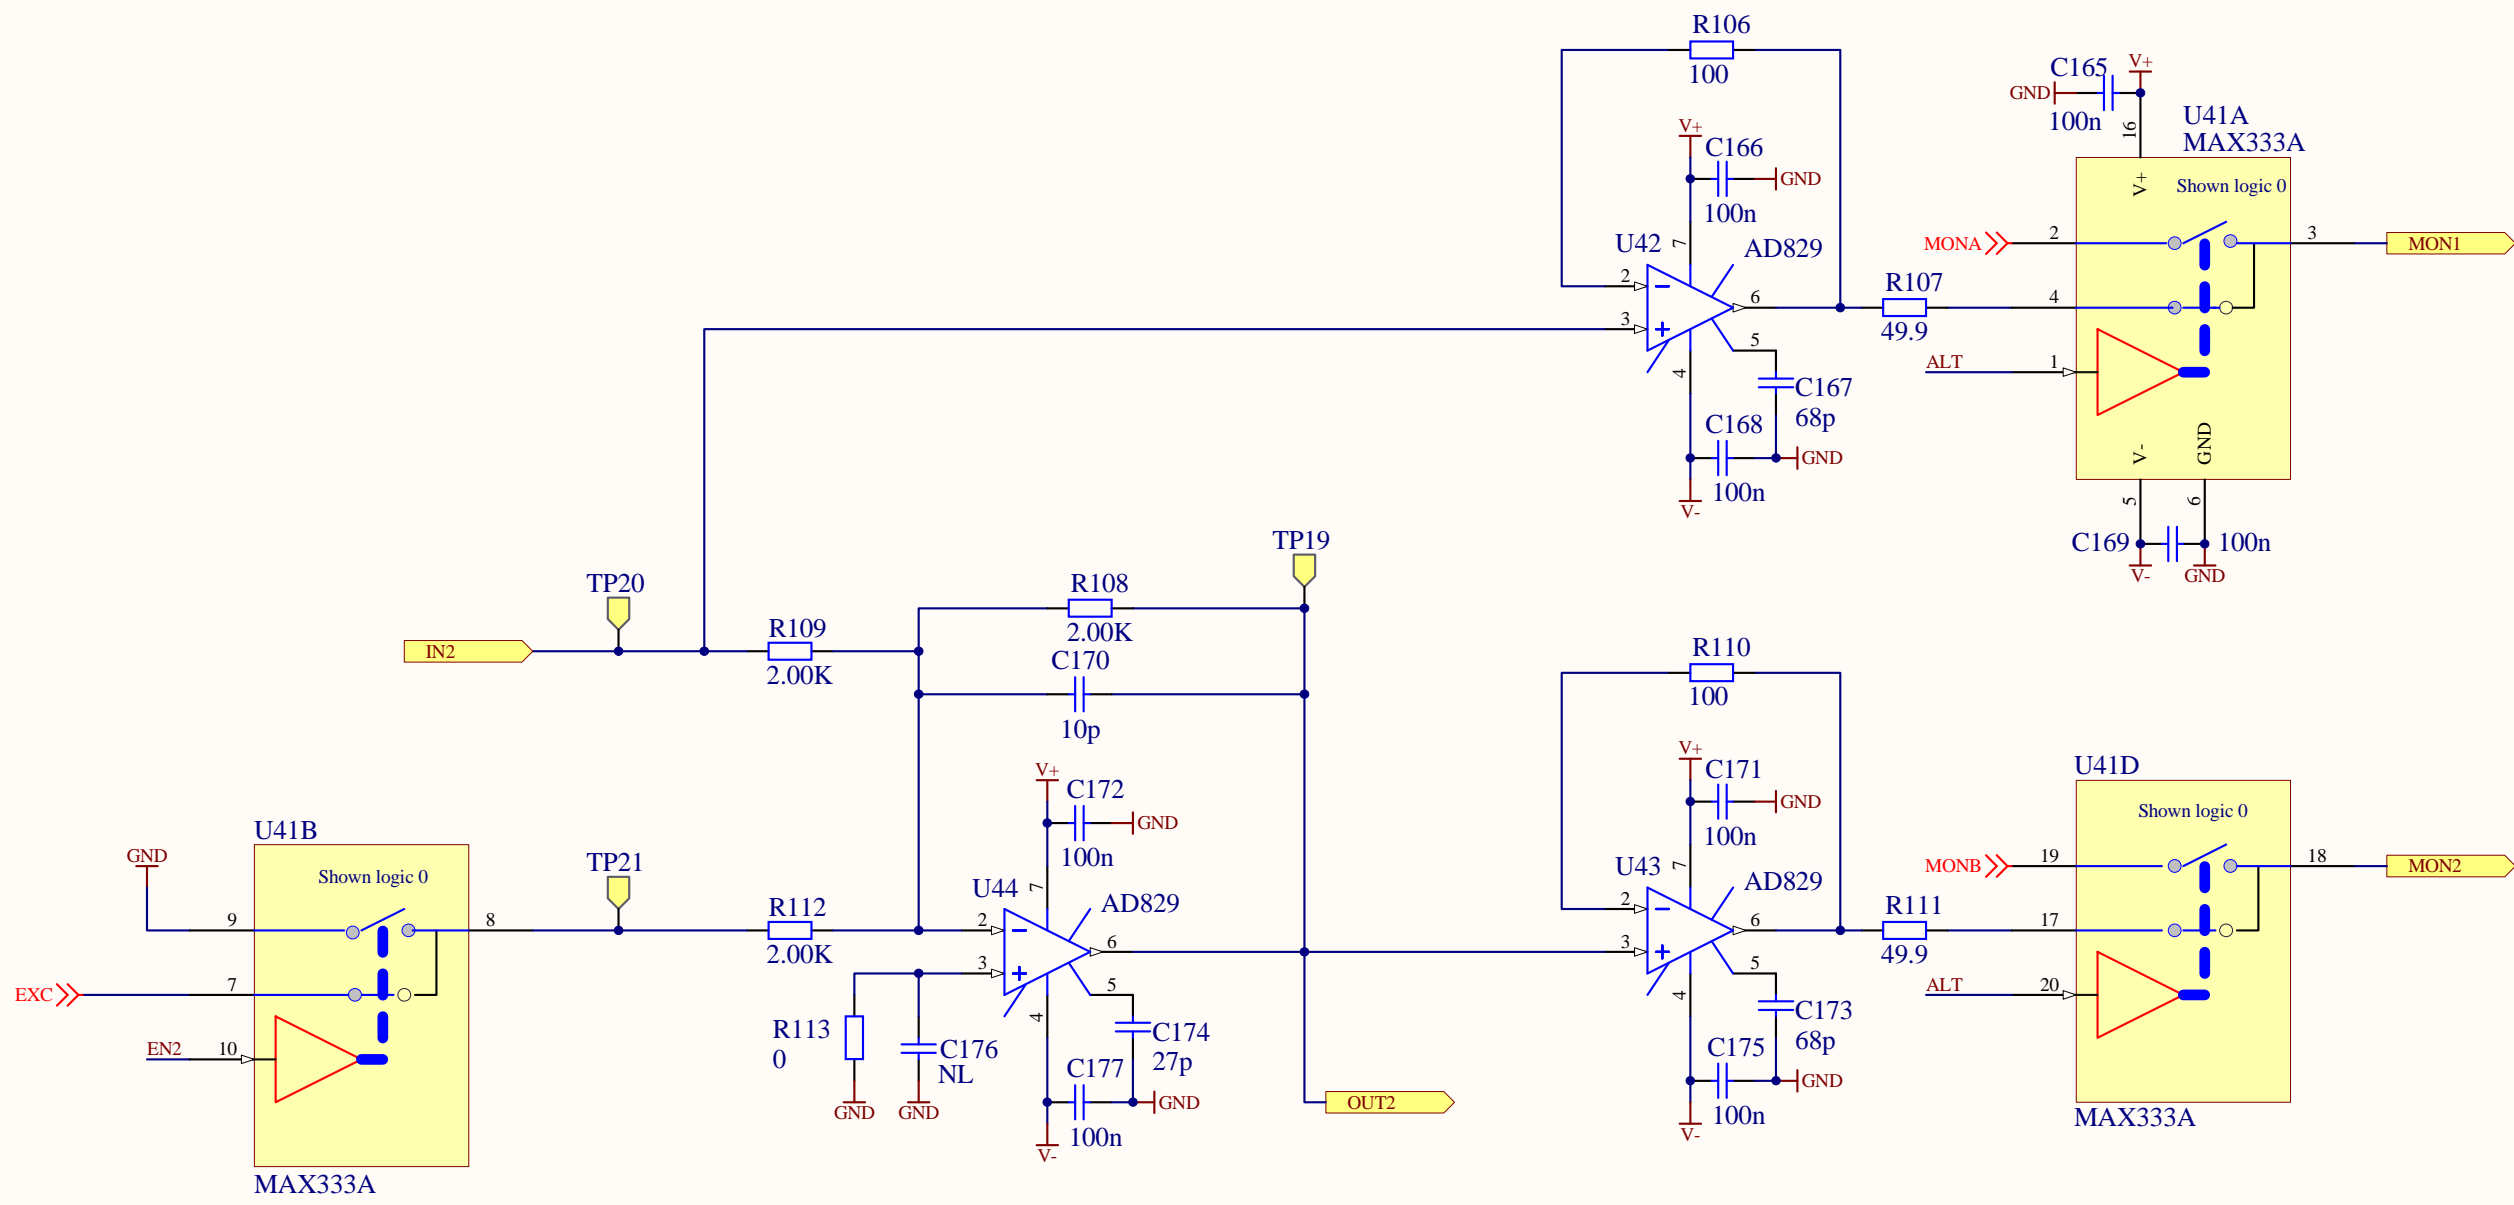 R106
100
V+
C165
GND
100n
16
U41A
MAX333A
V+
Shown logic 0
V+
C166
GND
100n
U42
7
AD829
2
3
6
5
4
R107
49.9
C167
68p
C168
GND
100n
V-
MONA
2
3
MON1
4
ALT
1
V-
GND
5
6
C169
100n
V-
GND
TP19
TP20
R108
2.00K
IN2
R109
2.00K
C170
10p
R110
100
V+
C171
GND
100n
U43
7
AD829
2
3
6
5
4
R111
49.9
C173
68p
C175
GND
100n
V-
U41D
Shown logic 0
MONB
19
18
MON2
17
ALT
20
MAX333A
V+
C172
GND
100n
U44
7
AD829
2
3
6
5
4
C174
27p
C177
GND
100n
V-
OUT2
U41B
GND
Shown logic 0
9
8
EXC
7
EN2
10
MAX333A
TP21
R112
2.00K
R113
0
GND
C176
NL
GND